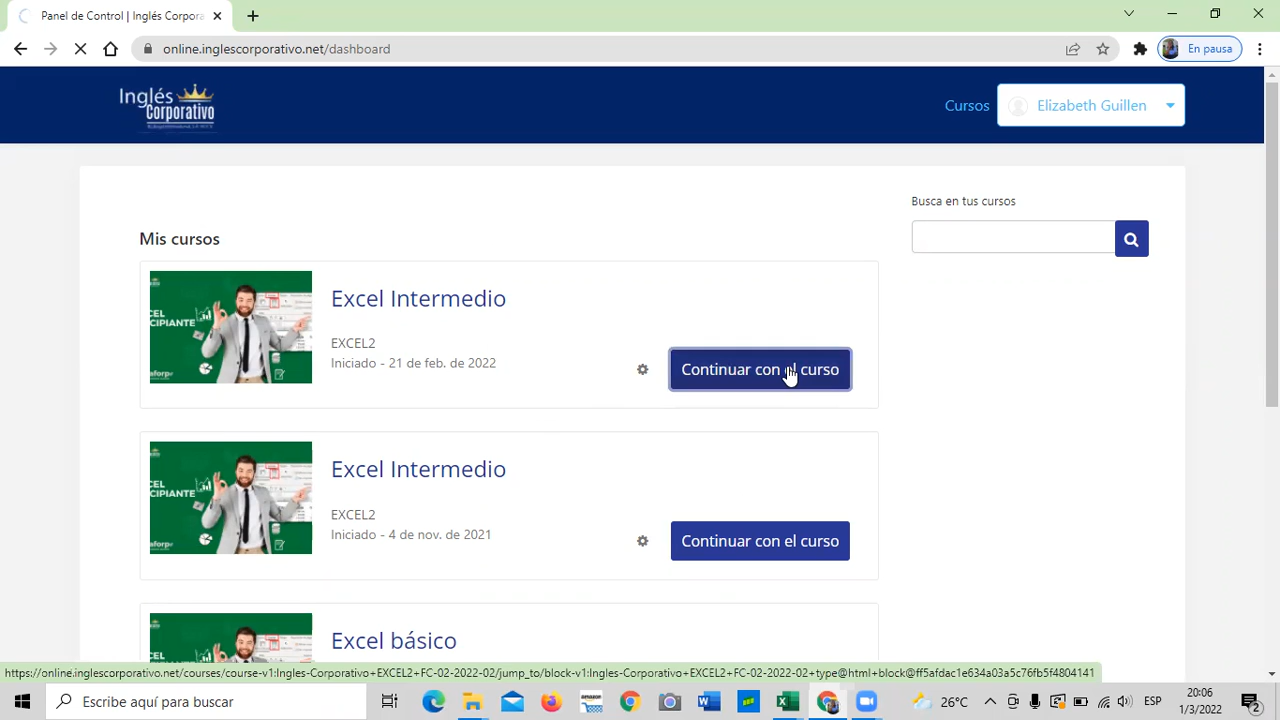 Panel de Control | Inglés Corpora
online.inglescorporativo.net/dashboard
En pausa
Inglés
Corporativo
Cursos
Elizabeth Guillen
Busca en tus cursos
Mis cursos
Excel Intermedio
EXCEL2
Iniciado - 21 de feb. de 2022
Continuar con el curso
Excel Intermedio
EXCEL2
Iniciado - 4 de nov. de 2021
Continuar con el curso
Excel básico
https://online.inglescorporativo.net/courses/course-v1:Ingles-Corporativo+EXCEL2+FC-02-2022-02/jump_to/block-v1:Ingles-Corporativo+EXCEL2+FC-02-2022-02+type@html+block@ff5afdac1e634a03a5c76fb5f4804141
Escribe aquí para buscar
amazon
26°C
ESP
20:06
1/3/2022
2